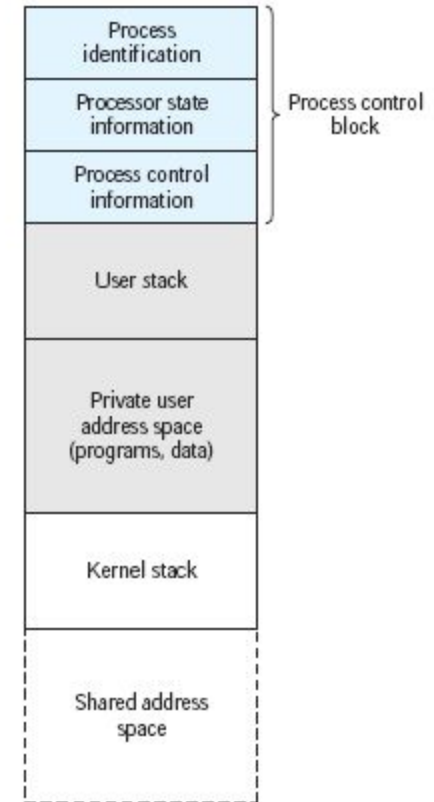 Process
identification
Processor state
information
Process control
block
Process control
information
User stack
Private user
address space
(programs, data)
Kernel stack
Shared address
space